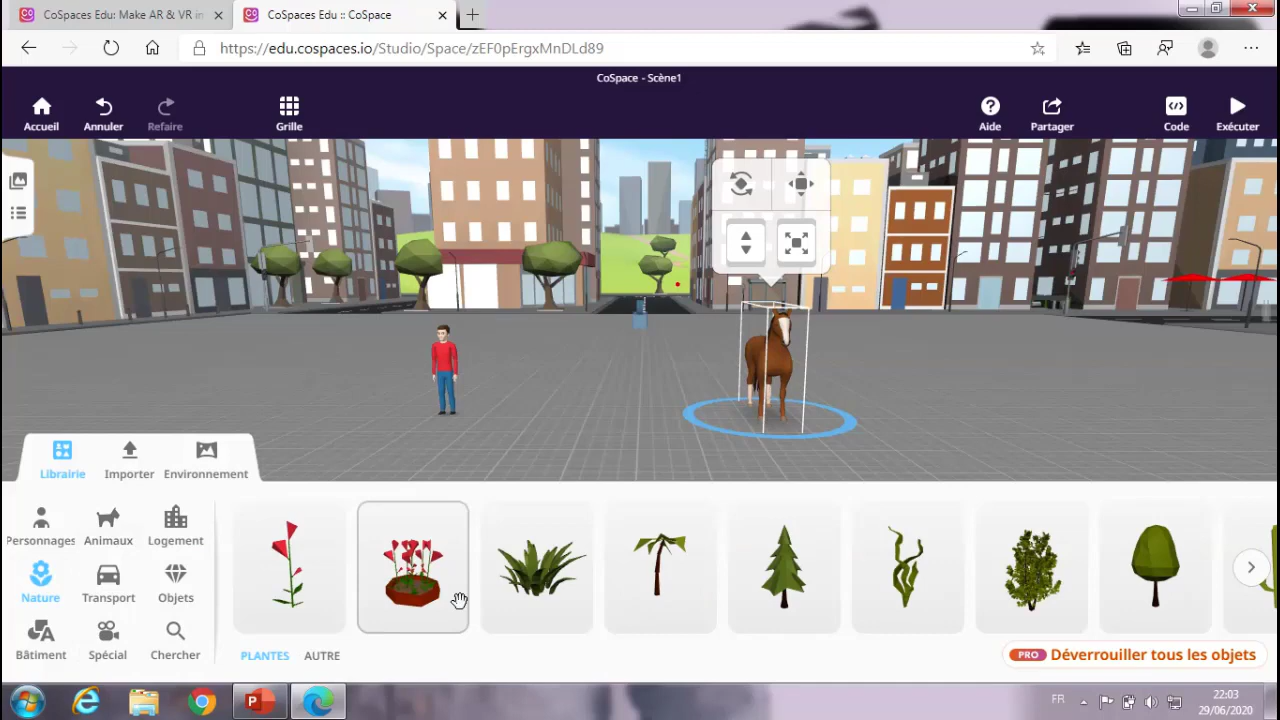 CoSpaces Edu: Make AR & VR in
CoSpaces Edu :: CoSpace
https://edu.cospaces.io/Studio/Space/zEF0pErgxMnDLd89
CoSpace - Scène1
Accueil
Annuler
Refaire
Grille
Aide
Partager
Code
Exécuter
Librairie
Importer
Environnement
Personnages
Animaux
Logement
Nature
Transport
Objets
Bâtiment
Spécial
Chercher
PLANTES
AUTRE
PRO Déverrouiller tous les objets
FR
22:03
29/06/2020